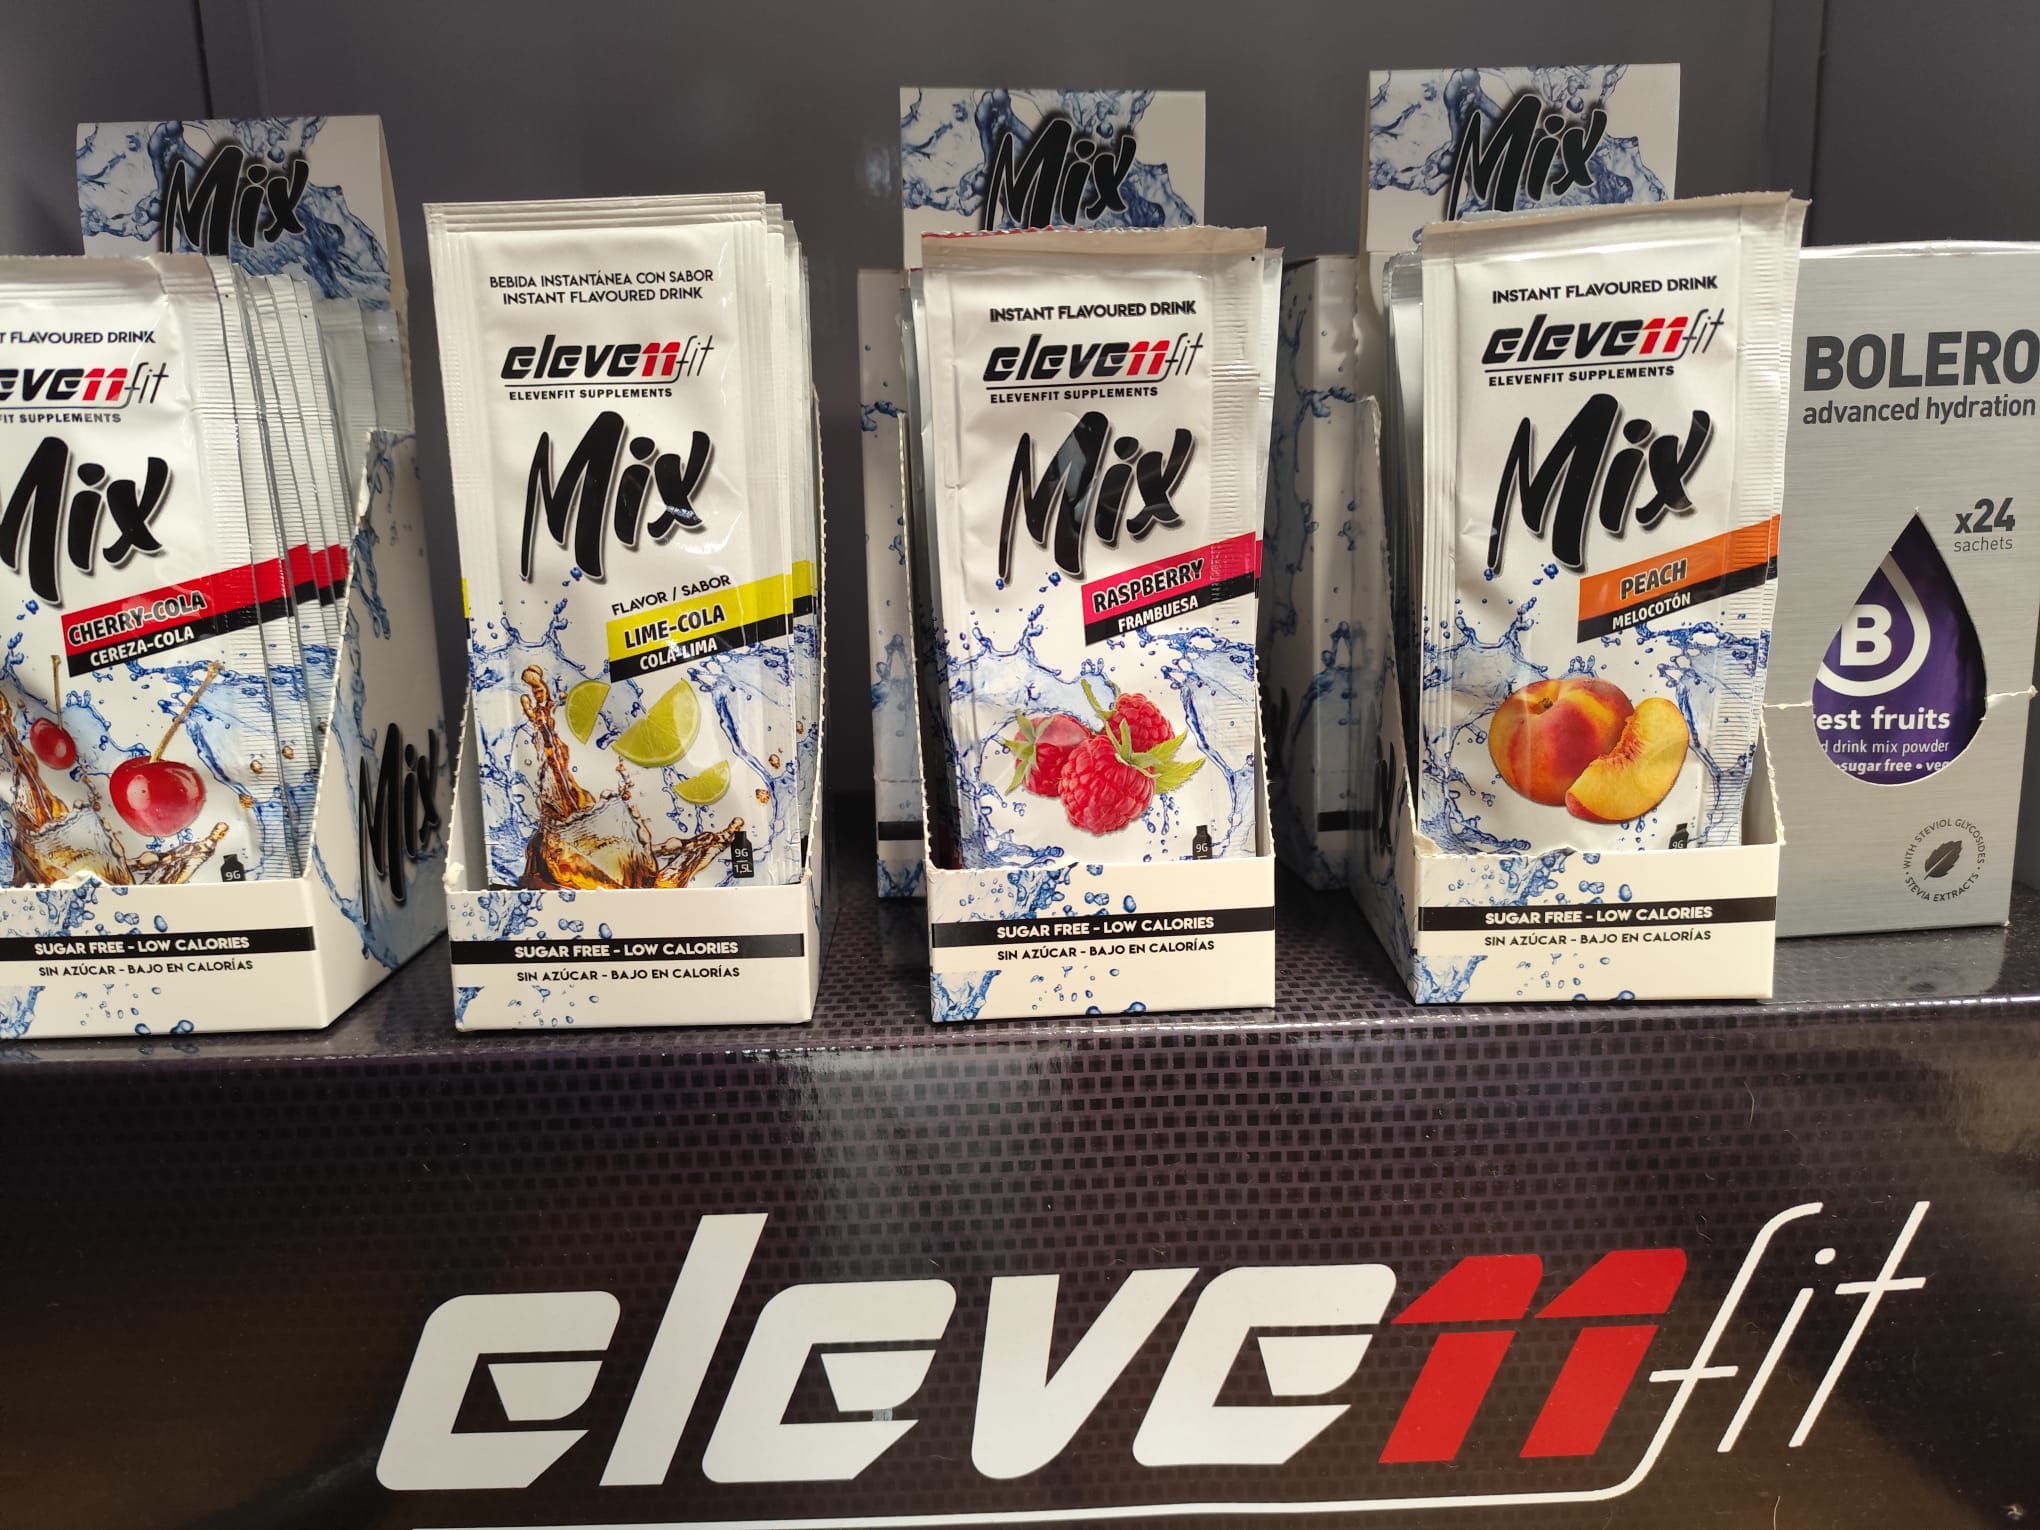 Mix
T FLAVOURED DRINK
eve11fit
FIT SUPPLEMENTS
Mix
CHERRY-COLA
CEREZA-COLA
9G
Mix
SUGAR FREE - LOW CALORIES
SIN AZÚCAR - BAJO EN CALORÍAS
BEBIDA INSTANTÁNEA CON SABOR
INSTANT FLAVOURED DRINK
eleve11fit
ELEVENFIT SUPPLEMENTS
Mix
FLAVOR / SABOR
LIME-COLA
COLA-LIMA
9G
1,5L
SUGAR FREE - LOW CALORIES
SIN AZÚCAR - BAJO EN CALORÍAS
Mix
INSTANT FLAVOURED DRINK
eleve11fit
ELEVENFIT SUPPLEMENTS
Mix
RASPBERRY
FRAMBUESA
9G
SUGAR FREE - LOW CALORIES
SIN AZÚCAR - BAJO EN CALORÍAS
Mix
INSTANT FLAVOURED DRINK
eleve11fit
ELEVENFIT SUPPLEMENTS
Mix
PEACH
MELOCOTÓN
9G
SUGAR FREE - LOW CALORIES
SIN AZÚCAR - BAJO EN CALORÍAS
BOLERO
advanced hydration
x24
sachets
B
est fruits
d drink mix powder
sugar free • veg
WITH STEVIOL GLYCOSIDES
• STEVIA EXTRACTS •
eleve11fit